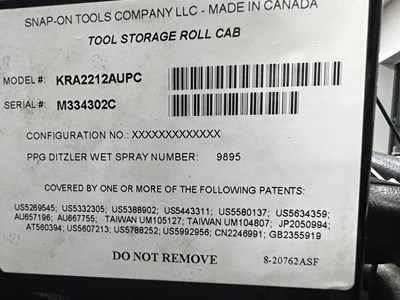 SNAP-ON TOOLS COMPANY LLC - MADE IN CANADA
TOOL STORAGE ROLL CAB
MODEL#: KRA2212AUPC
SERIAL#: M334302C
CONFIGURATION NO.: XXXXXXXXXXXXX
PPG DITZLER WET SPRAY NUMBER: 9895
COVERED BY ONE OR MORE OF THE FOLLOWING PATENTS:
US5269545; US5332305; US5388902; US5443311; US5580137; US5634359;
AU657196; AU667755; TAIWAN UM105127; TAIWAN UM104807; JP2050994;
AT560394; US5607213; US5788252; US5992956; CN2246991; GB2355919
DO NOT REMOVE 8-20762ASF